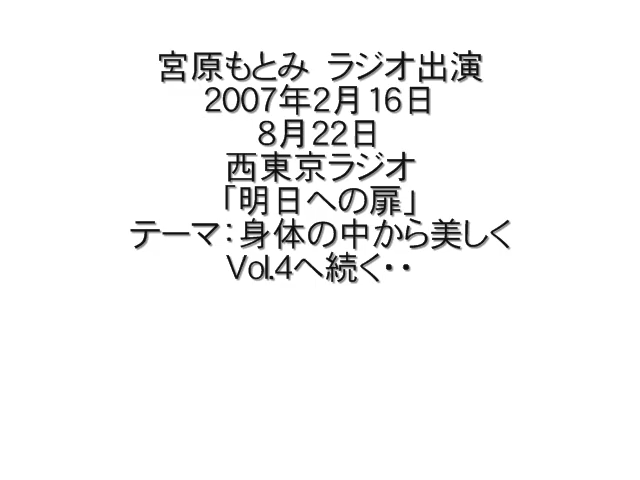 宮原もとみ ラジオ出演
2007年2月16日
8月22日
西東京ラジオ
「明日への扉」
テーマ：身体の中から美しく
Vol.4へ続く・・